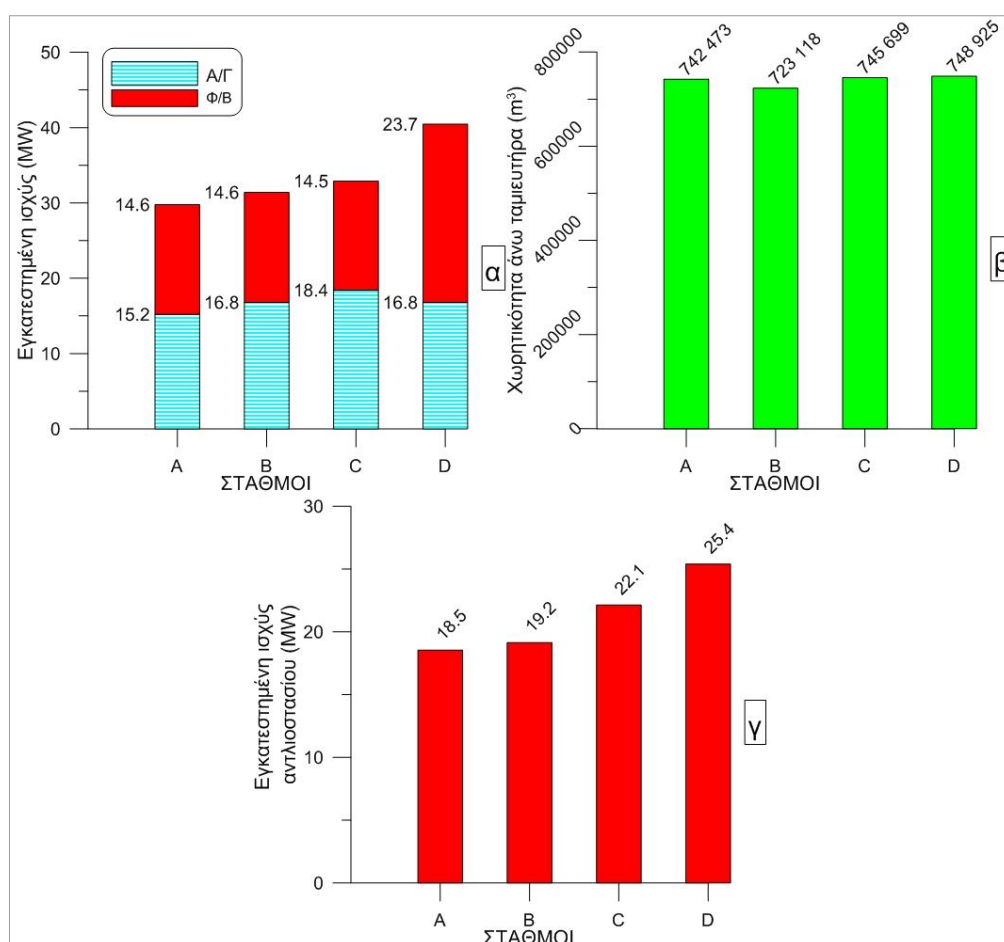 50
40
30
20
10
0
Εγκατεστημένη ισχύς (MW)
Α/Γ
Φ/Β
14.6
15.2
14.6
16.8
14.5
18.4
23.7
16.8
A
B
C
D
ΣΤΑΘΜΟΙ
α
800000
600000
400000
200000
0
Χωρητικότητα άνω ταμιευτήρα (m³)
742 473
723 118
745 699
748 925
A
B
C
D
ΣΤΑΘΜΟΙ
β
30
20
10
0
Εγκατεστημένη ισχύς
αντλιοστασίου (MW)
18.5
19.2
22.1
25.4
A
B
C
D
ΣΤΑΘΜΟΙ
γ